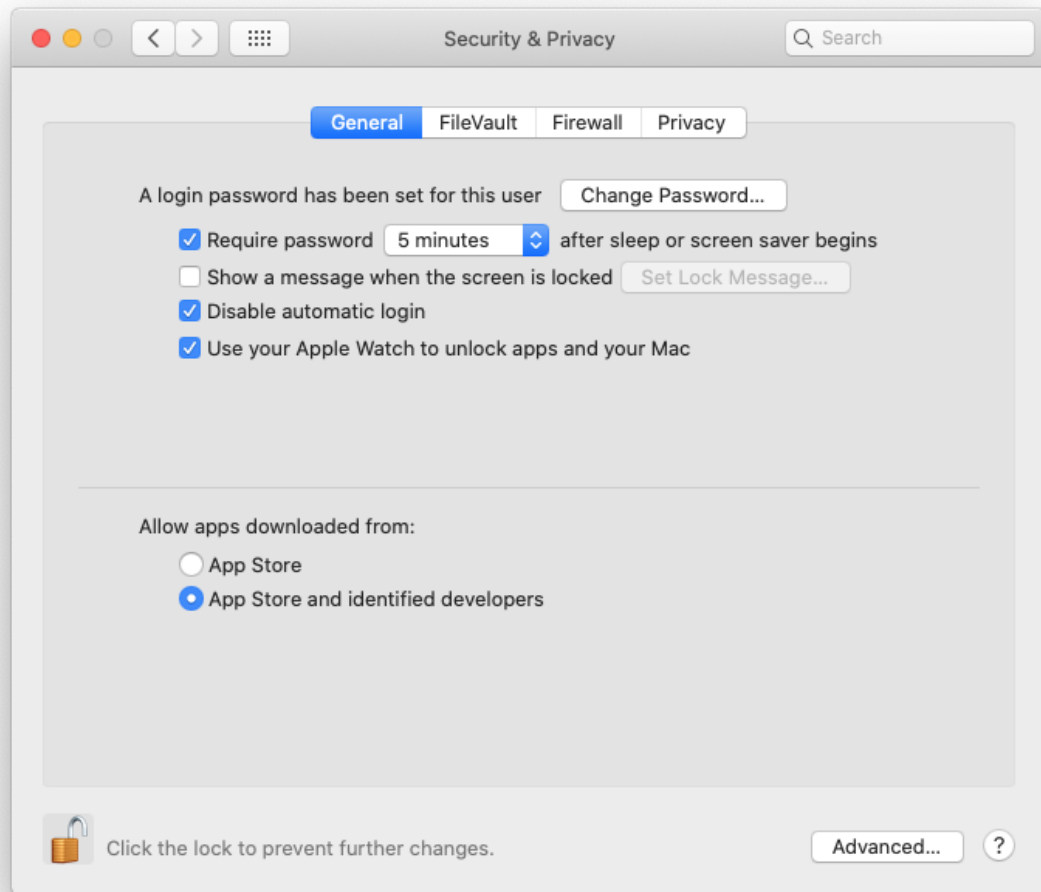 Security & Privacy
Search
General FileVault Firewall Privacy
A login password has been set for this user Change Password...
Require password 5 minutes after sleep or screen saver begins
Show a message when the screen is locked Set Lock Message...
Disable automatic login
Use your Apple Watch to unlock apps and your Mac
Allow apps downloaded from:
App Store
App Store and identified developers
Click the lock to prevent further changes.
Advanced... ?